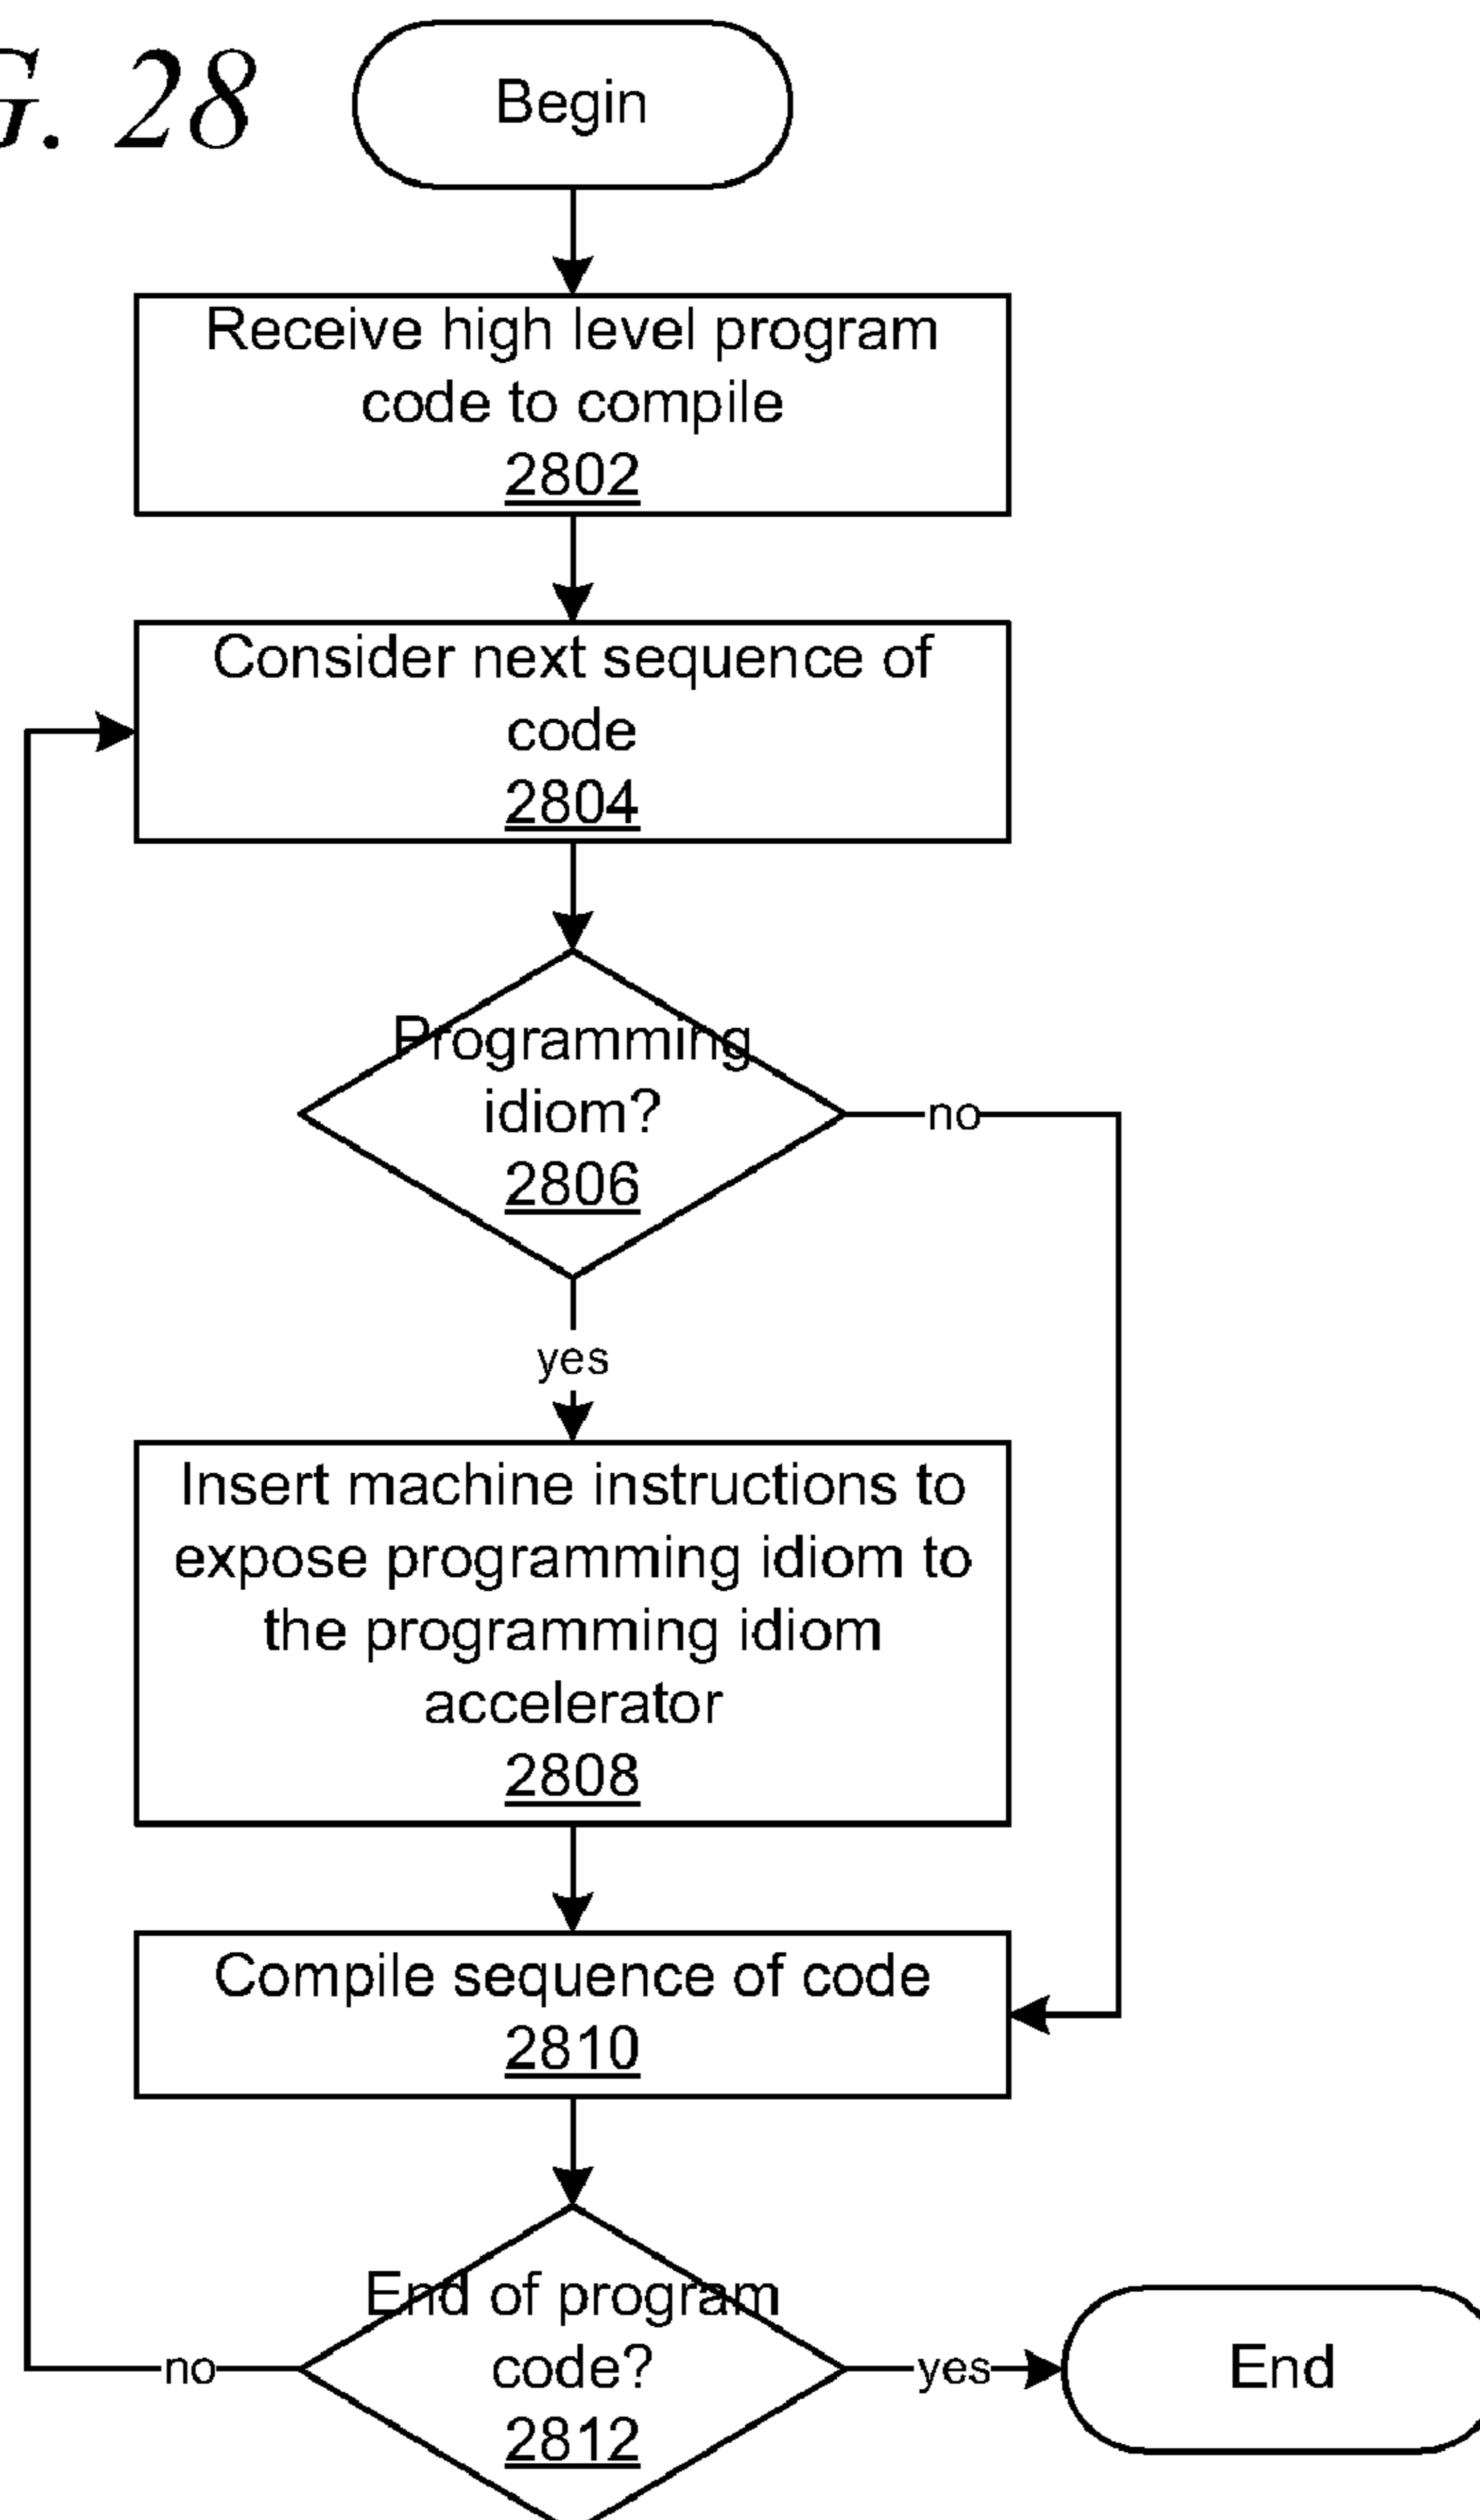 G. 28
Begin
Receive high level program
code to compile
2802
Consider next sequence of
code
2804
Programming
idiom?
2806
no
yes
Insert machine instructions to
expose programming idiom to
the programming idiom
accelerator
2808
Compile sequence of code
2810
End of program
code?
2812
no
yes
End